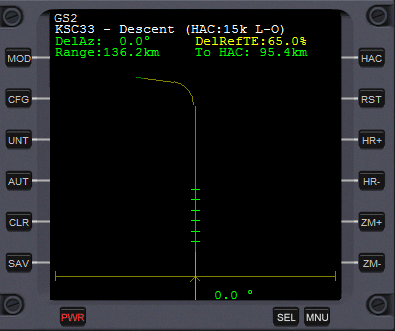 GS2
KSC33 - Descent (HAC:15k L-O)
DelAz: 0.0° DelRefTE:65.0%
Range:136.2km To HAC: 95.4km
MOD HAC
CFG RST
UNT HR+
AUT HR-
CLR ZM+
SAV ZM-
0.0 °
PWR SEL MNU